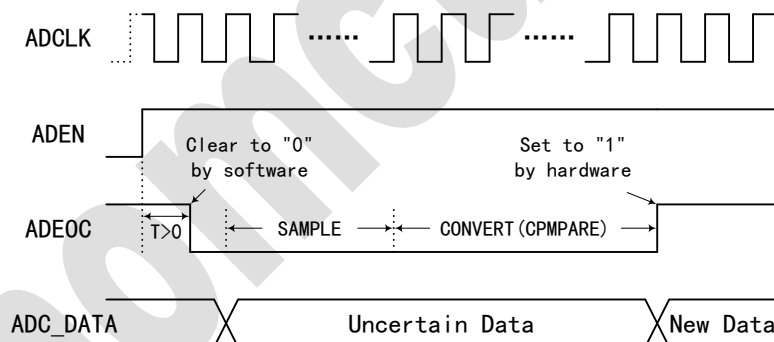 ADCLK
······
······
ADEN
Clear to "0"
by software
Set to "1"
by hardware
ADEOC
T>0
SAMPLE
CONVERT(CPMPARE)
ADC_DATA
Uncertain Data
New Data